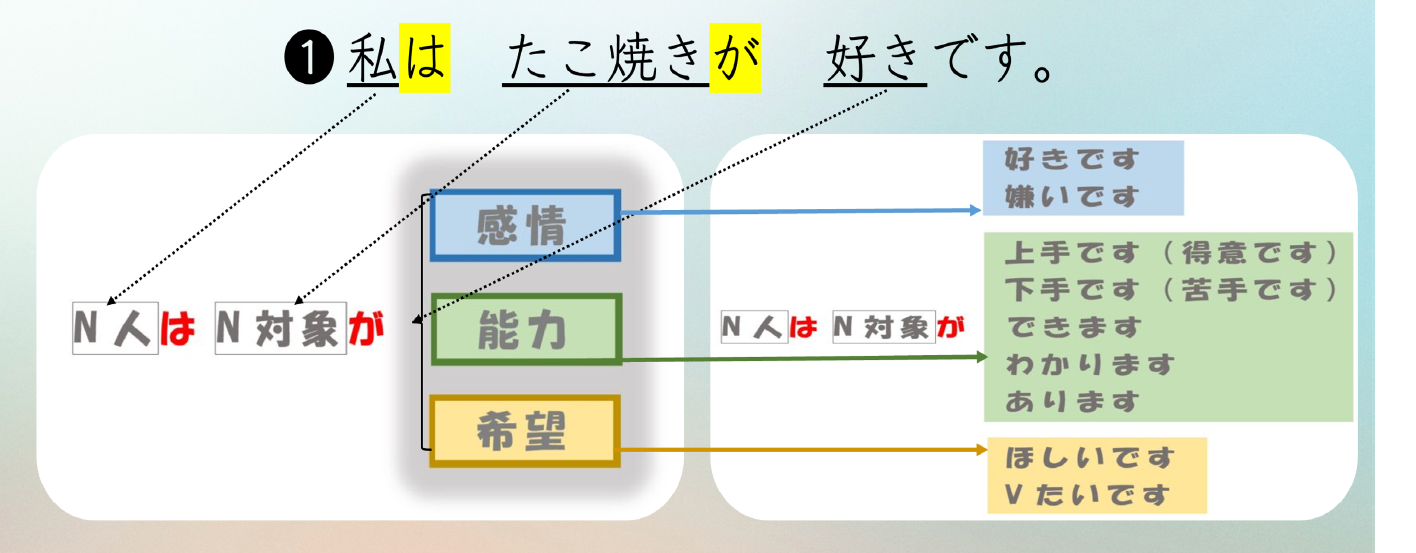 ❶私は たこ焼きが 好きです。
N人は N対象が
感情
能力
希望
N人は N対象が
好きです
嫌いです
上手です（得意です）
下手です（苦手です）
できます
わかります
あります
ほしいです
Vたいです